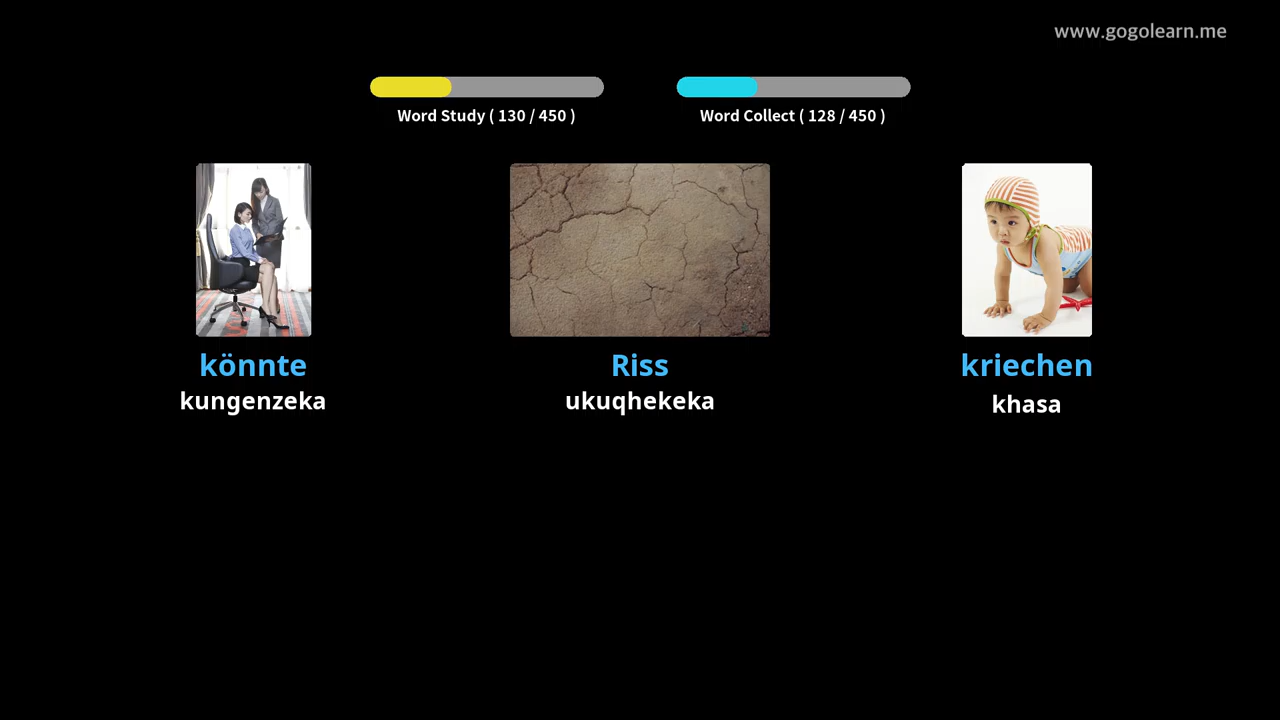 www.gogolearn.me
Word Study ( 130 / 450 )
Word Collect ( 128 / 450 )
könnte
kungenzeka
Riss
ukuqhekeka
kriechen
khasa